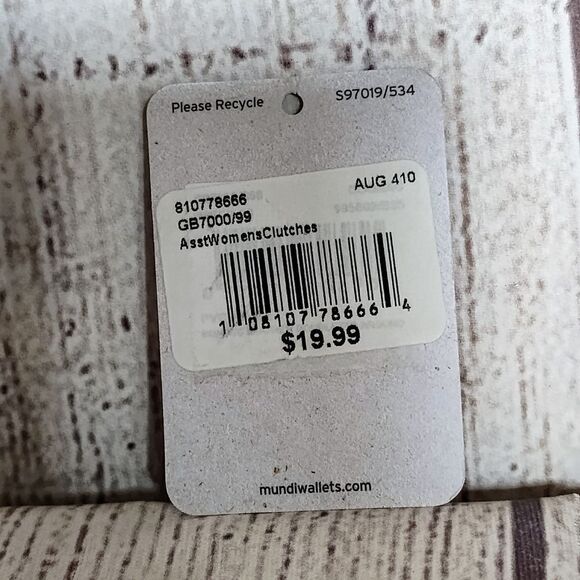 Please Recycle
S97019/534
810778666
AUG 410
GB7000/99
AsstWomensClutches
1 08107 78666 4
$19.99
mundiwallets.com